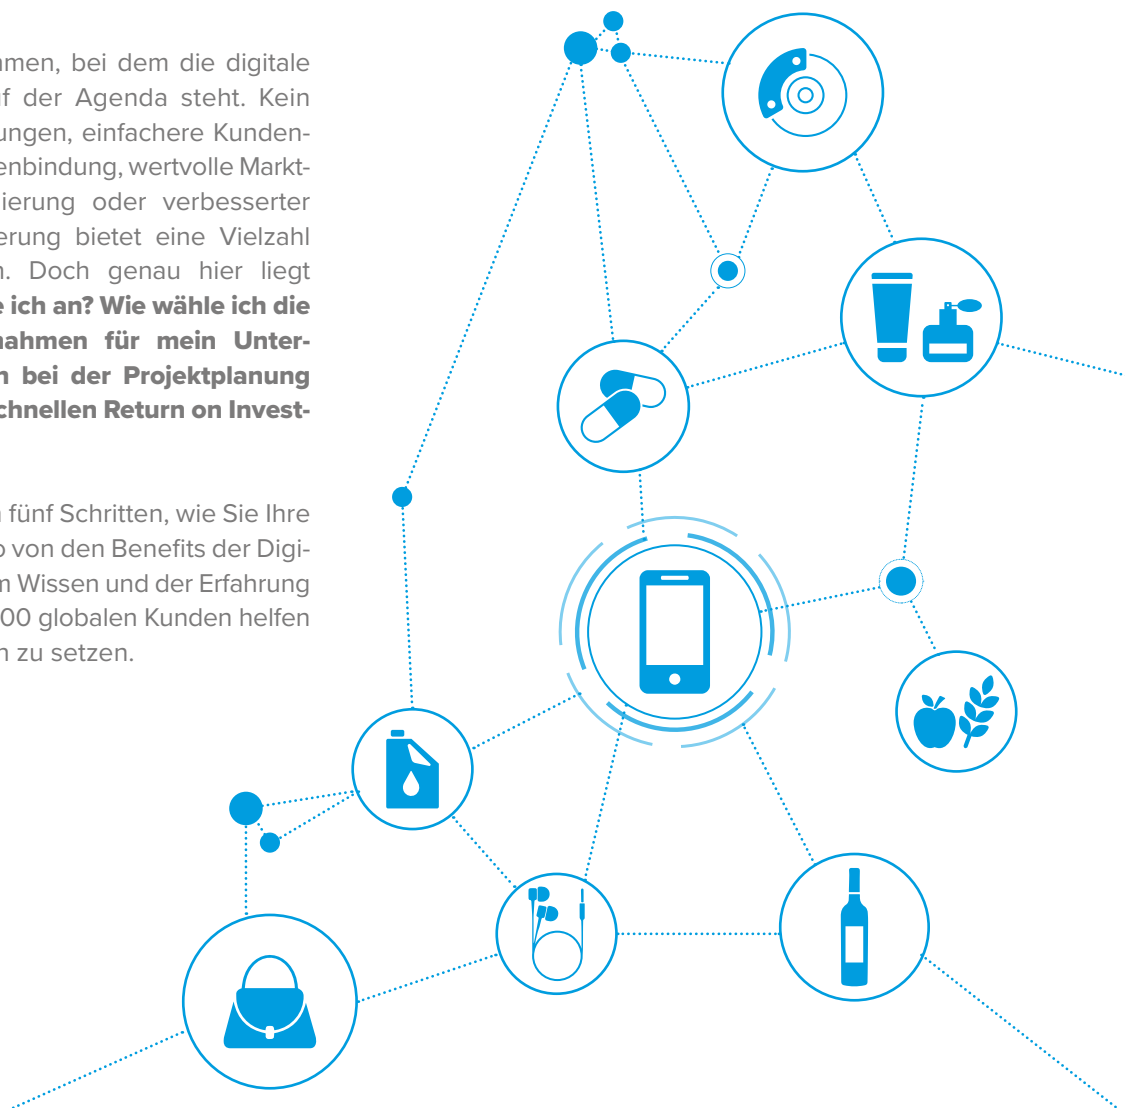 men, bei dem die digitale
uf der Agenda steht. Kein
ungen, einfachere Kunden-
enbindung, wertvolle Markt-
ierung oder verbesserter
erung bietet eine Vielzahl
n. Doch genau hier liegt
e ich an? Wie wähle ich die
nahmen für mein Unter-
n bei der Projektplanung
chnellen Return on Invest-
n fünf Schritten, wie Sie Ihre
o von den Benefits der Digi-
m Wissen und der Erfahrung
00 globalen Kunden helfen
n zu setzen.